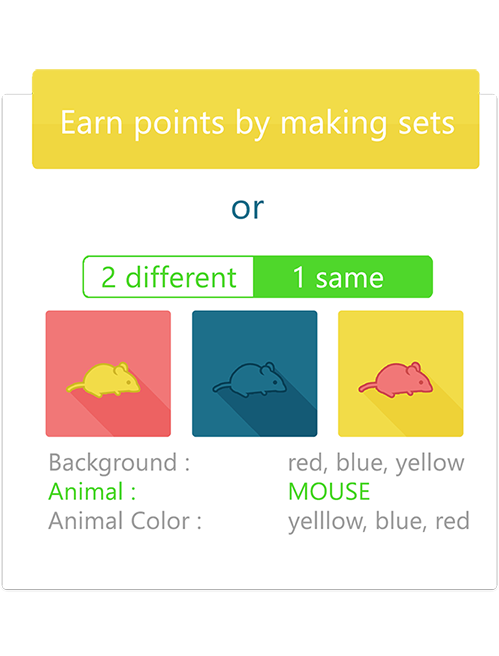 Earn points by making sets
or
2 different 1 same
Background : red, blue, yellow
Animal : MOUSE
Animal Color : yelllow, blue, red